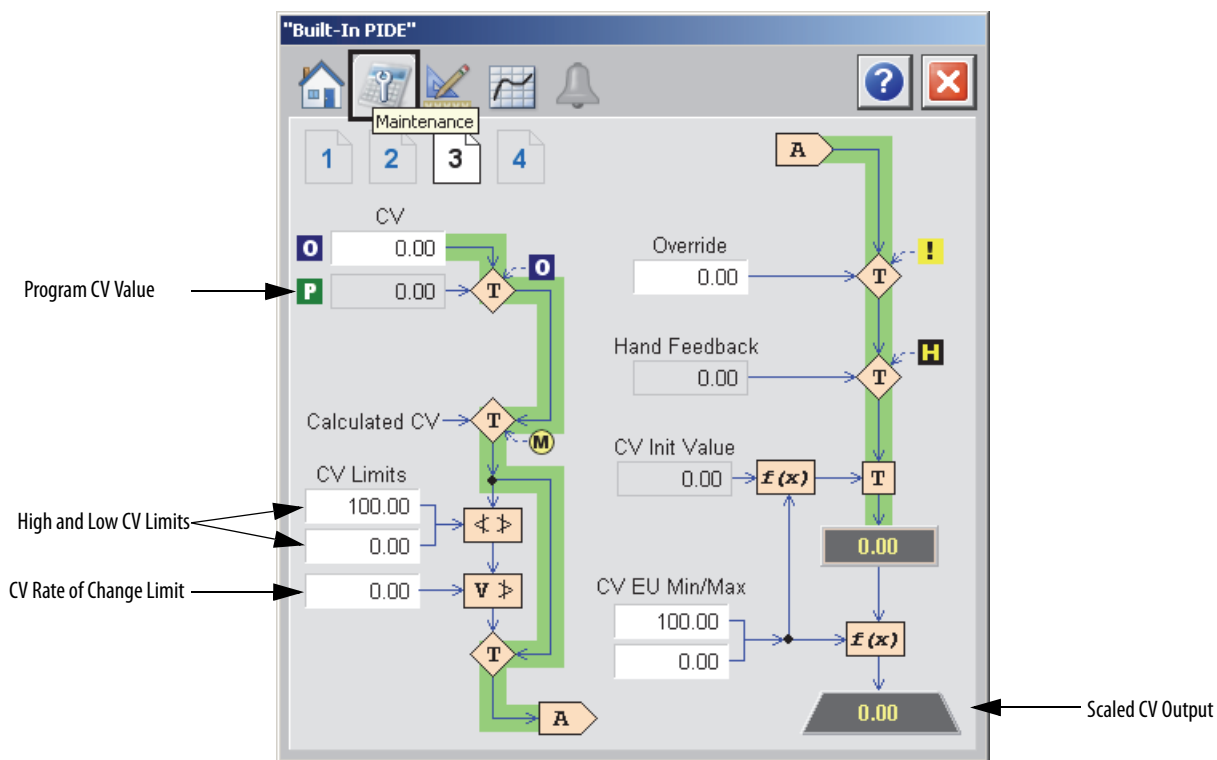 "Built-In PIDE"
?
Maintenance
1 2 3 4
CV
O 0.00
O
Program CV Value
P 0.00
T
Calculated CV
T
M
CV Limits
High and Low CV Limits
100.00
0.00
CV Rate of Change Limit
0.00
V
T
A
A
Override
0.00
T
!
Hand Feedback
0.00
T
H
CV Init Value
0.00
f(x)
T
0.00
CV EU Min/Max
100.00
0.00
f(x)
0.00
Scaled CV Output